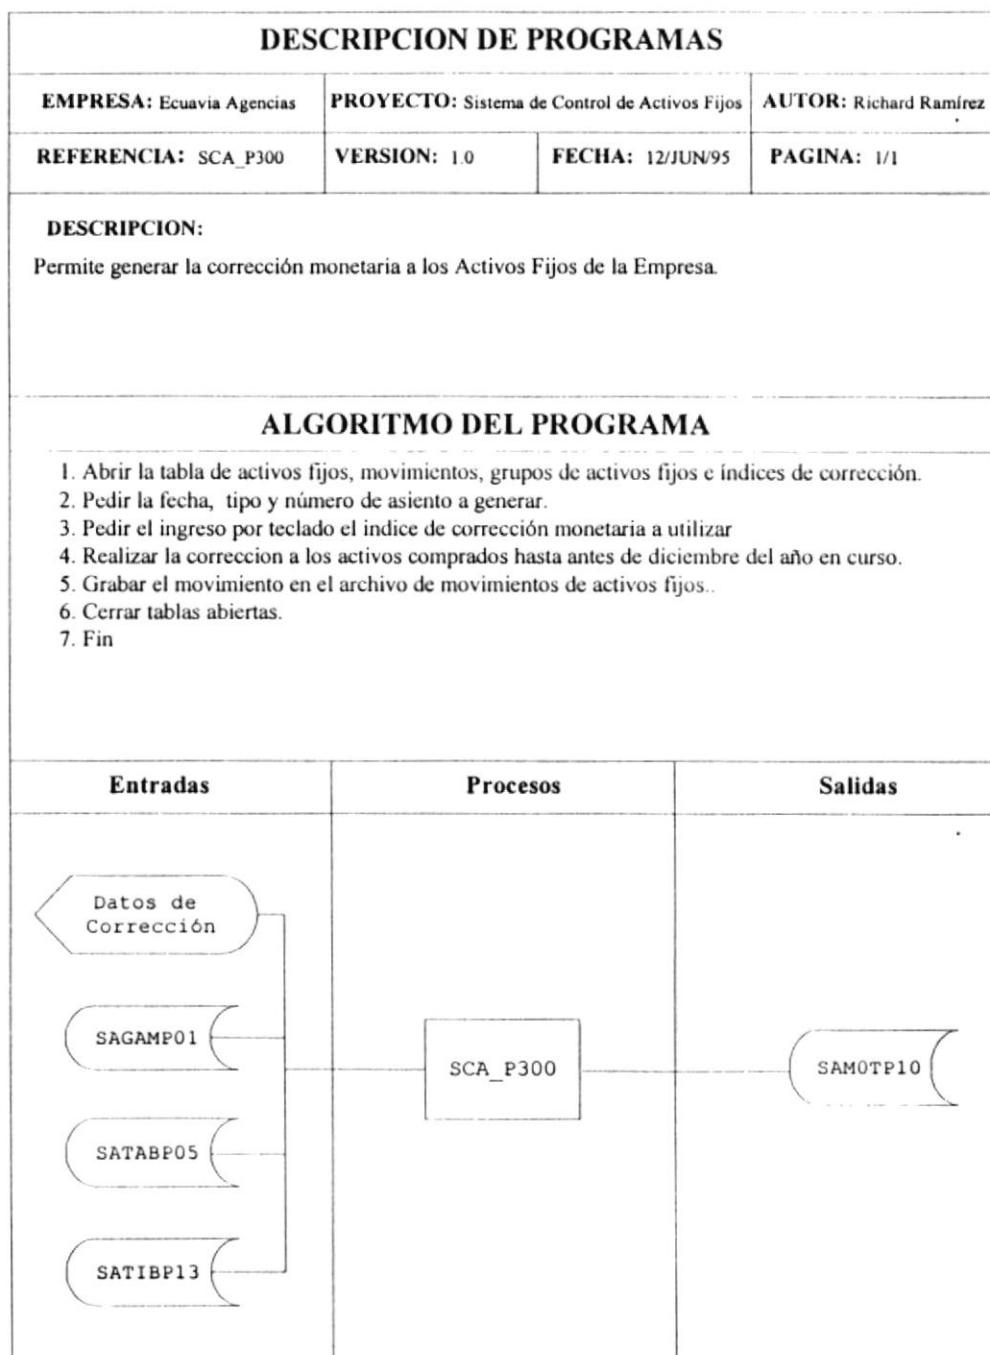 DESCRIPCION DE PROGRAMAS
EMPRESA: Ecuavia Agencias
PROYECTO: Sistema de Control de Activos Fijos
AUTOR: Richard Ramírez
REFERENCIA: SCA_P300
VERSION: 1.0
FECHA: 12/JUN/95
PAGINA: 1/1
DESCRIPCION:
Permite generar la corrección monetaria a los Activos Fijos de la Empresa.
ALGORITMO DEL PROGRAMA
1. Abrir la tabla de activos fijos, movimientos, grupos de activos fijos e índices de corrección.
2. Pedir la fecha, tipo y número de asiento a generar.
3. Pedir el ingreso por teclado el indice de corrección monetaria a utilizar
4. Realizar la correccion a los activos comprados hasta antes de diciembre del año en curso.
5. Grabar el movimiento en el archivo de movimientos de activos fijos..
6. Cerrar tablas abiertas.
7. Fin
Entradas
Procesos
Salidas
Datos de
Corrección
SAGAMP01
SCA_P300
SAMOTP10
SATABP05
SATIBP13